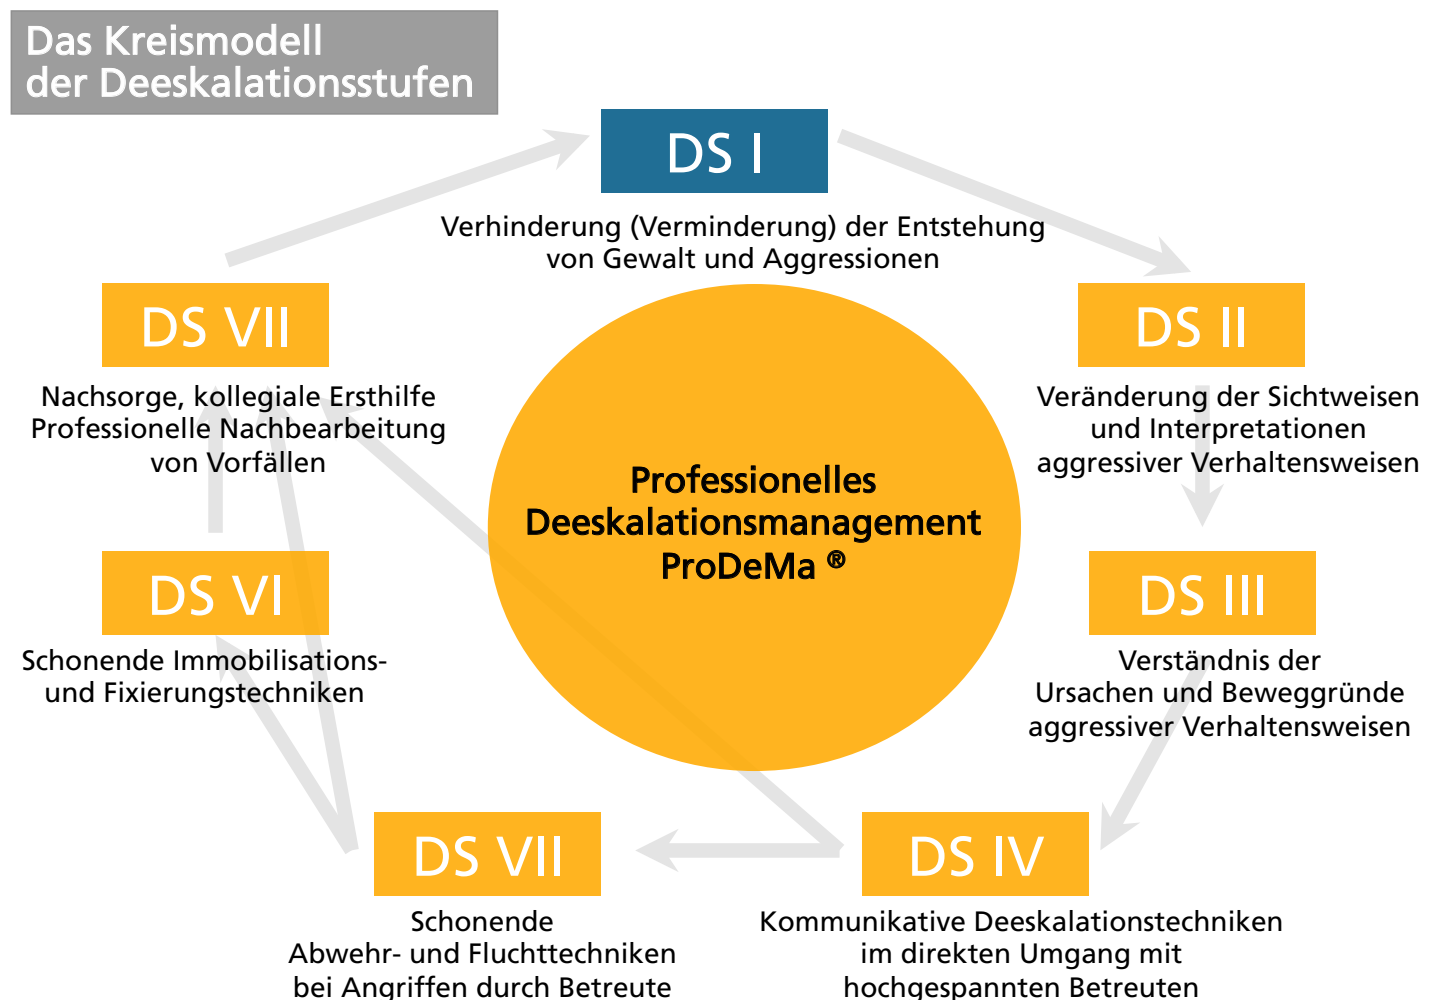 Das Kreismodell
der Deeskalationsstufen
DS I
Verhinderung (Verminderung) der Entstehung
von Gewalt und Aggressionen
DS II
Veränderung der Sichtweisen
und Interpretationen
aggressiver Verhaltensweisen
DS III
Verständnis der
Ursachen und Beweggründe
aggressiver Verhaltensweisen
DS IV
Kommunikative Deeskalationstechniken
im direkten Umgang mit
hochgespannten Betreuten
DS VII
Schonende
Abwehr- und Fluchttechniken
bei Angriffen durch Betreute
DS VI
Schonende Immobilisations-
und Fixierungstechniken
DS VII
Nachsorge, kollegiale Ersthilfe
Professionelle Nachbearbeitung
von Vorfällen
Professionelles
Deeskalationsmanagement
ProDeMa ®